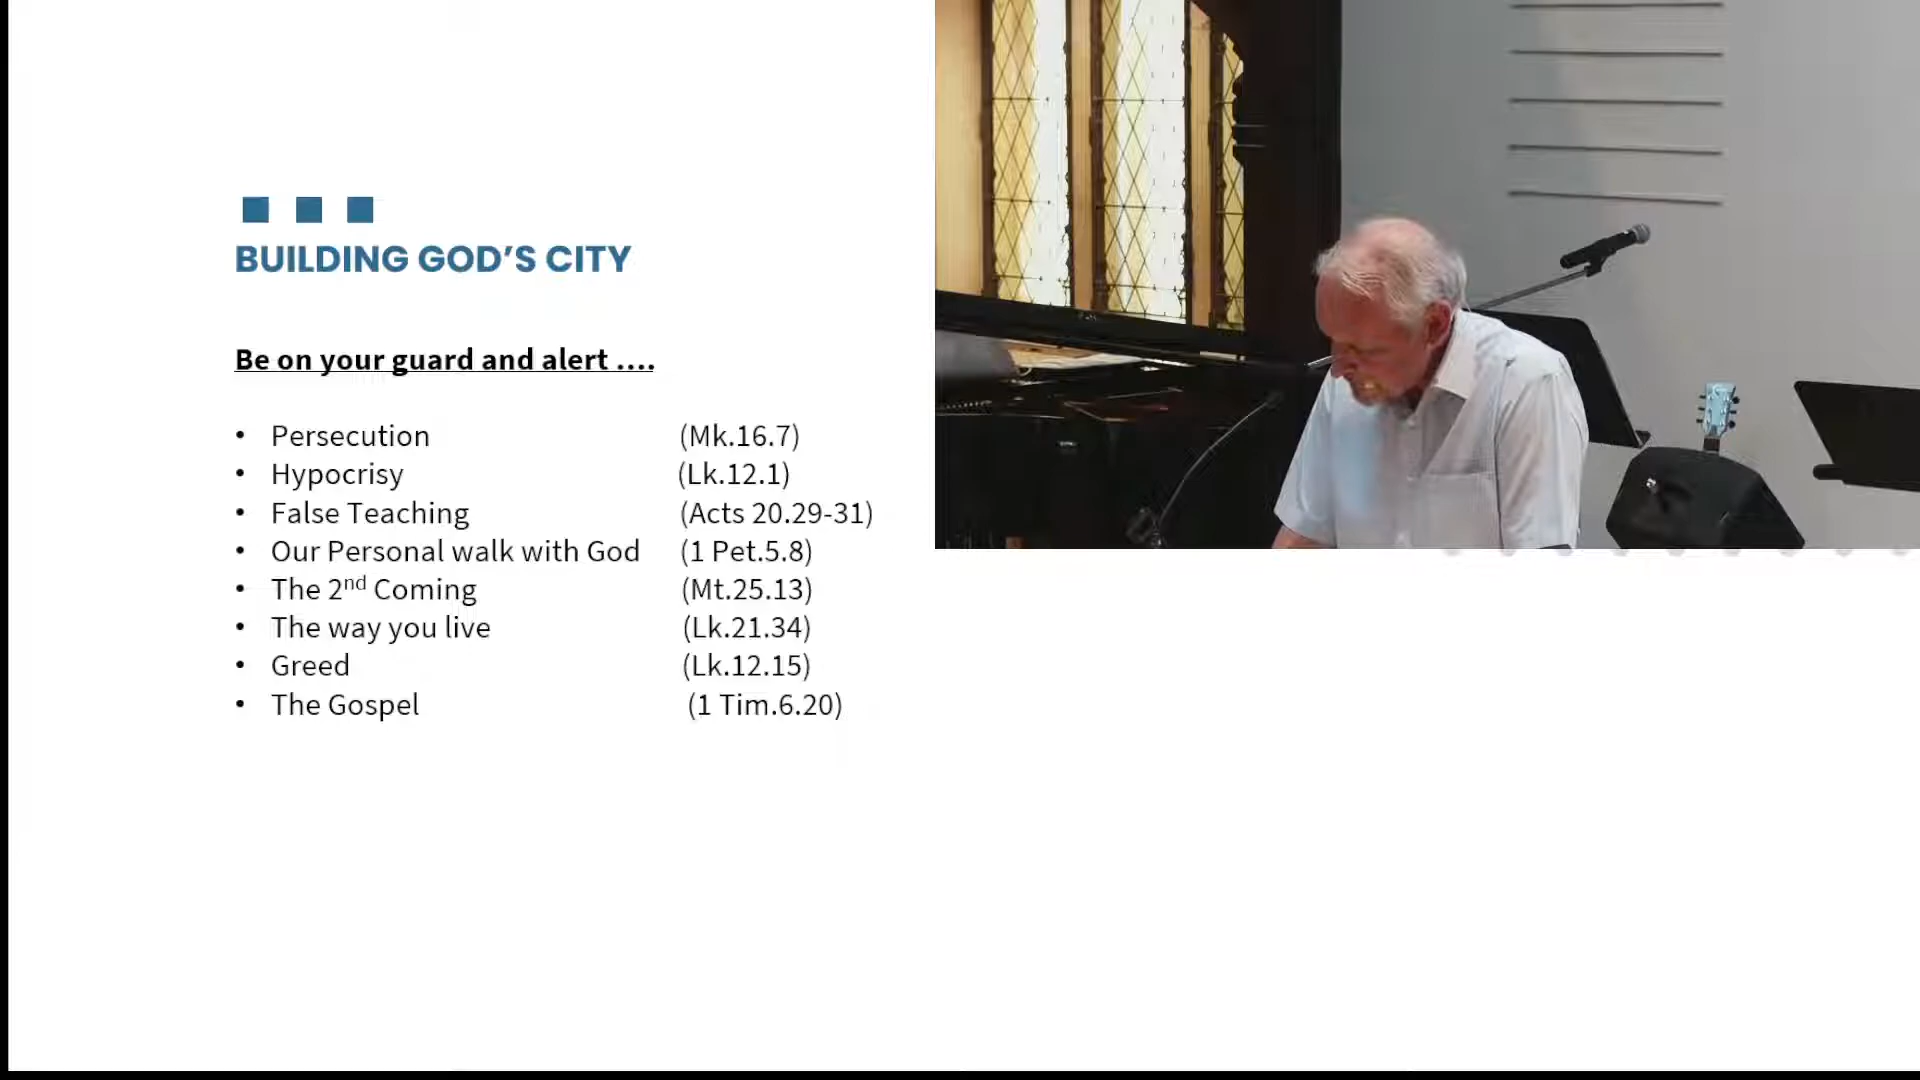 BUILDING GOD'S CITY
Be on your guard and alert ....
• Persecution (Mk.16.7)
• Hypocrisy (Lk.12.1)
• False Teaching (Acts 20.29-31)
• Our Personal walk with God (1 Pet.5.8)
• The 2nd Coming (Mt.25.13)
• The way you live (Lk.21.34)
• Greed (Lk.12.15)
• The Gospel (1 Tim.6.20)